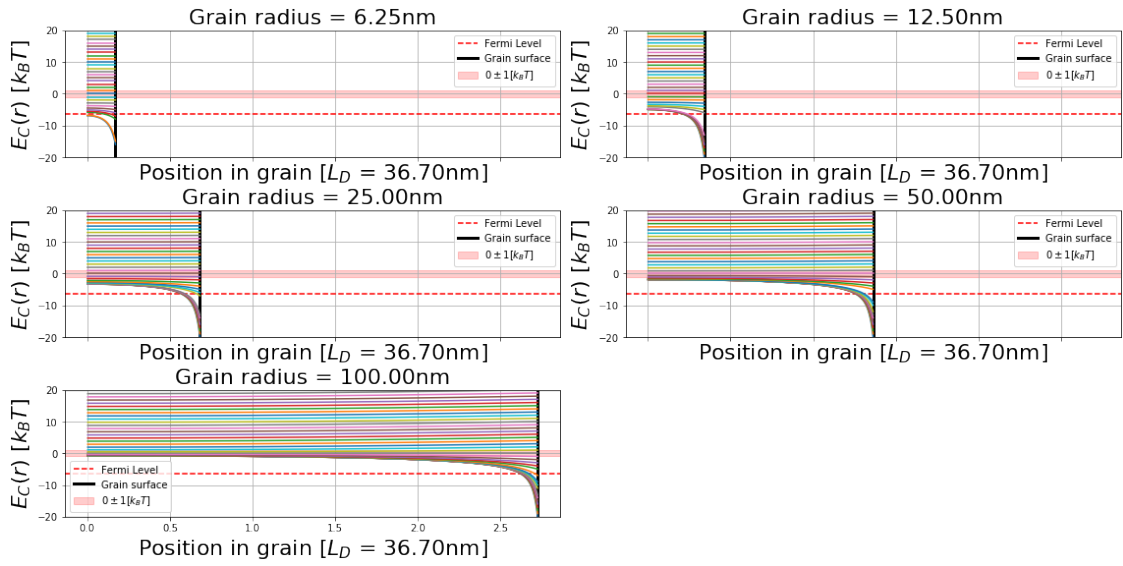 Grain radius = 6.25nm
E_C(r) [k_BT]
20
10
0
−10
−20
Fermi Level
Grain surface
0 ± 1[k_BT]
Position in grain [L_D = 36.70nm]
Grain radius = 12.50nm
E_C(r) [k_BT]
20
10
0
−10
−20
Fermi Level
Grain surface
0 ± 1[k_BT]
Position in grain [L_D = 36.70nm]
Grain radius = 25.00nm
E_C(r) [k_BT]
20
10
0
−10
−20
Fermi Level
Grain surface
0 ± 1[k_BT]
Position in grain [L_D = 36.70nm]
Grain radius = 50.00nm
E_C(r) [k_BT]
20
10
0
−10
−20
Fermi Level
Grain surface
0 ± 1[k_BT]
Position in grain [L_D = 36.70nm]
Grain radius = 100.00nm
E_C(r) [k_BT]
20
10
0
−10
−20
Fermi Level
Grain surface
0 ± 1[k_BT]
0.0 0.5 1.0 1.5 2.0 2.5
Position in grain [L_D = 36.70nm]